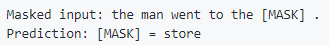 Masked input: the man went to the [MASK] .
Prediction: [MASK] = store